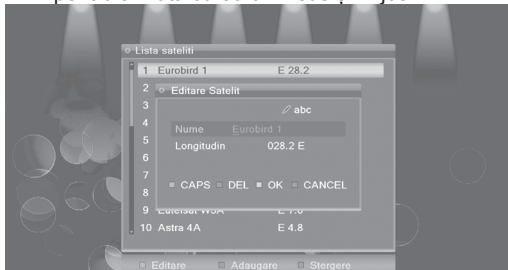 Lista sateliti
1 Eurobird 1 E 28.2
2
Editare Satelit
3
abc
4
Nume Eurobird 1
5
Longitudin 028.2 E
6
7
CAPS DEL OK CANCEL
8
9 Eutelsat W3A E 7.0
10 Astra 4A E 4.8
Editare Adaugare Stergere